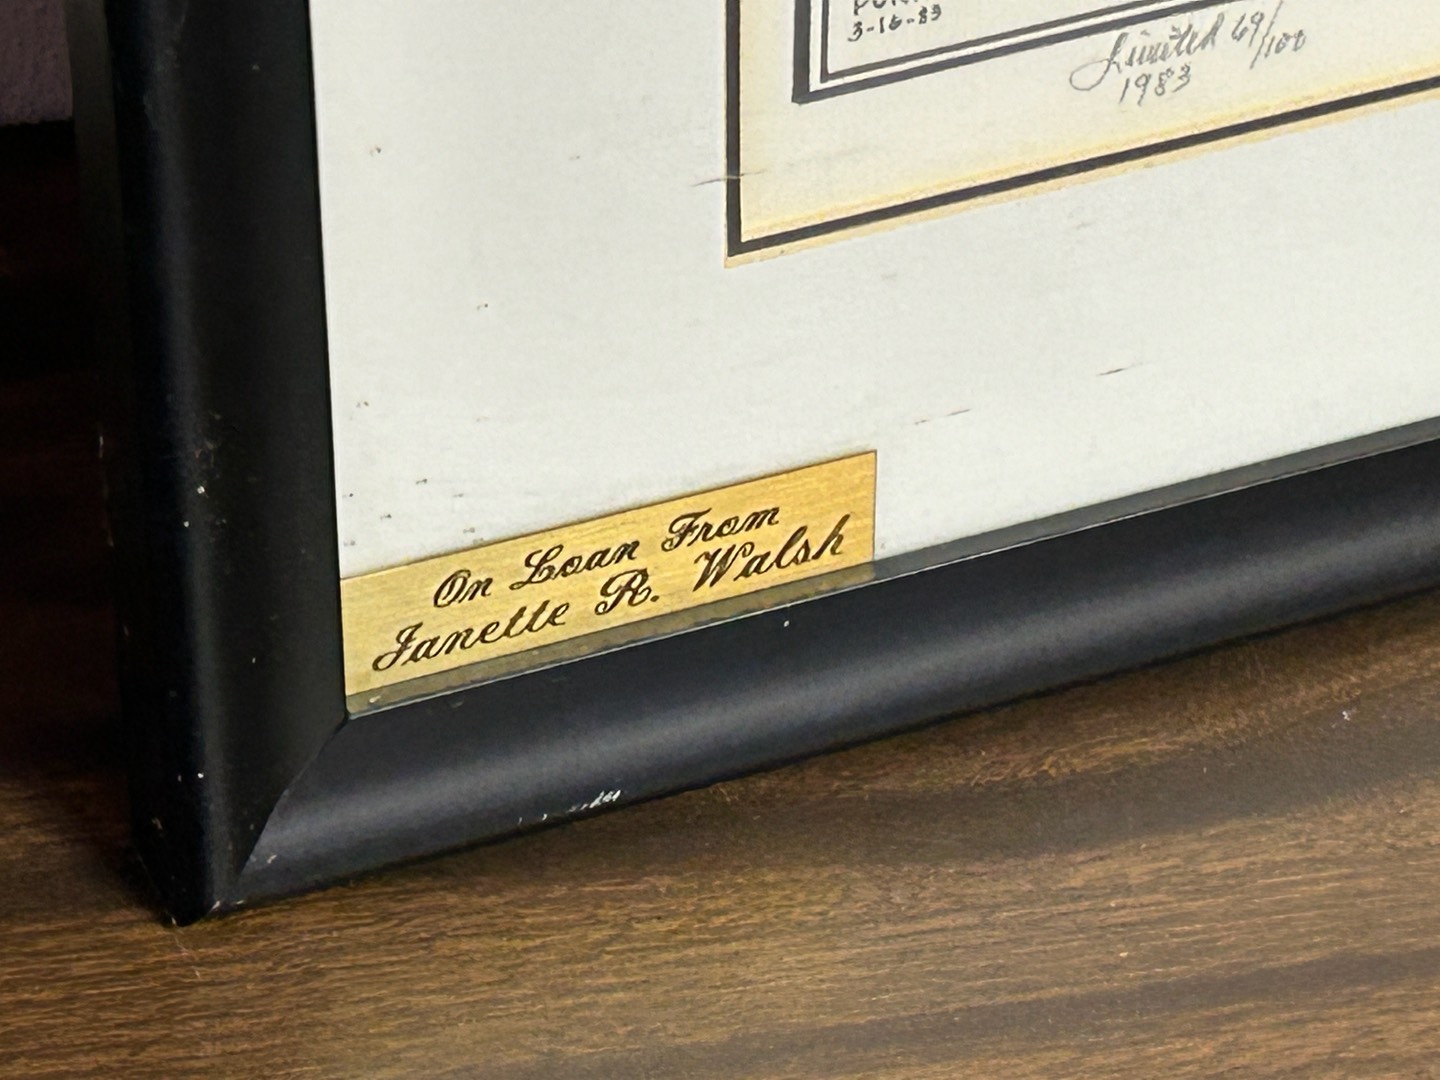 3-16-83
Limited 69/100
1983
On Loan From
Janette R. Walsh